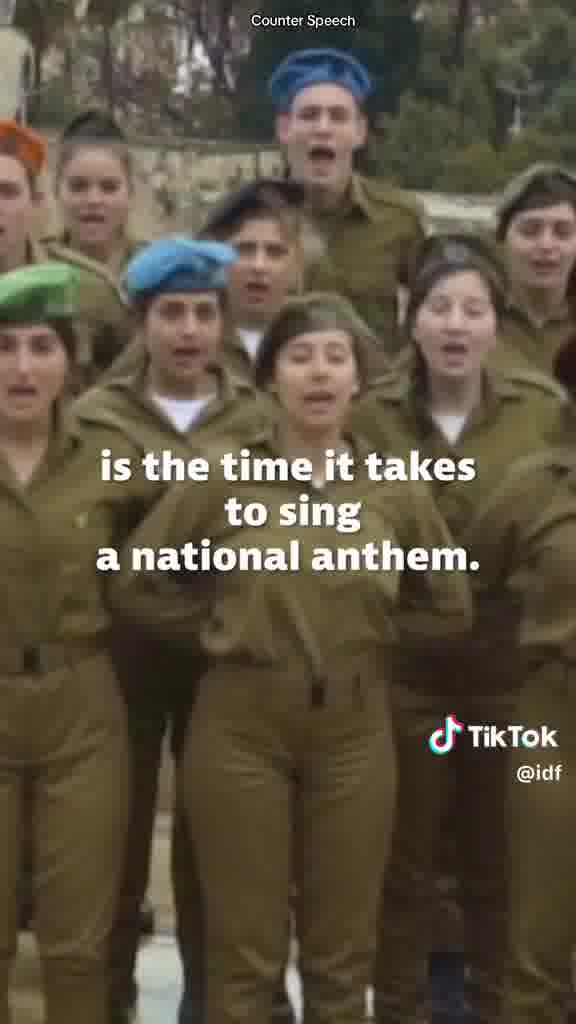 Counter Speech
is the time it takes
to sing
a national anthem.
TikTok
@idf